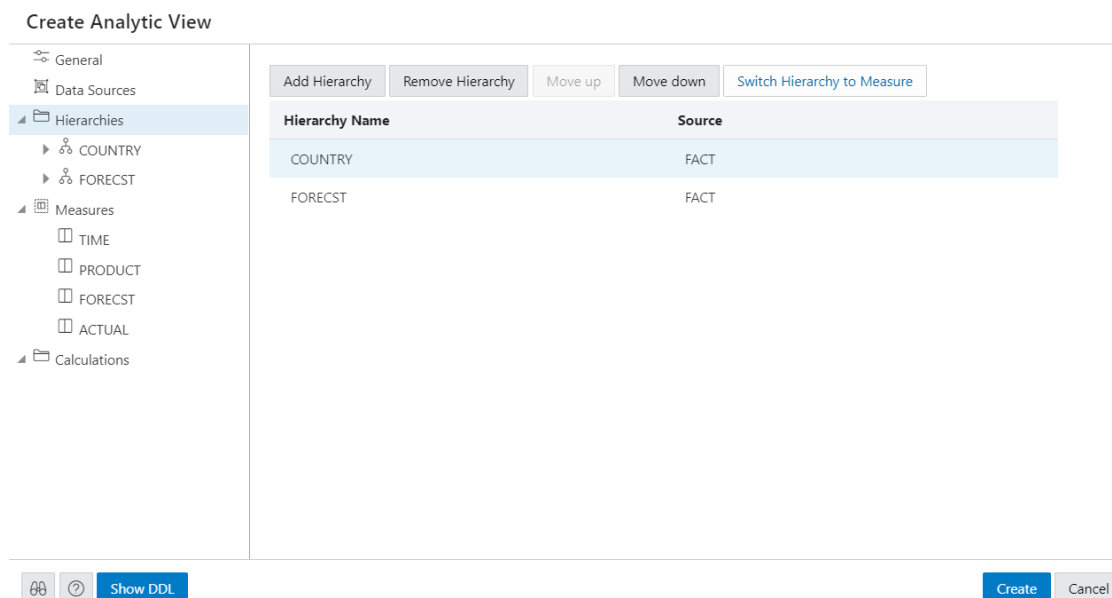 Create Analytic View
General
Data Sources
Hierarchies
COUNTRY
FORECST
Measures
TIME
PRODUCT
FORECST
ACTUAL
Calculations
Add Hierarchy Remove Hierarchy Move up Move down Switch Hierarchy to Measure
Hierarchy Name Source
COUNTRY FACT
FORECST FACT
Show DDL Create Cancel